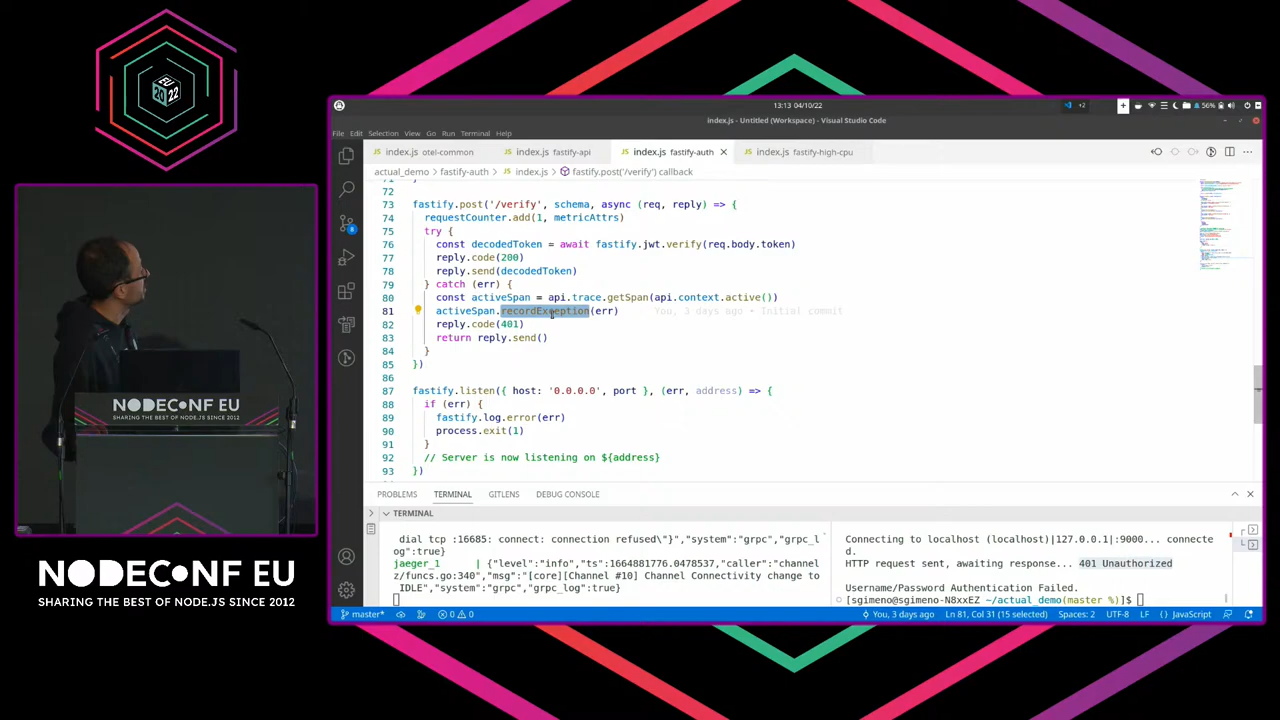 EU
20 22
NODECONF EU
SHARING THE BEST OF NODE.JS SINCE 2012
NODECONF EU
SHARING THE BEST OF NODE.JS SINCE 2012
13:13 04/10/22
+2
56%
index.js - Untitled (Workspace) - Visual Studio Code
File Edit Selection View Go Run Terminal Help
index.js otel-common
index.js fastify-api
index.js fastify-auth
index.js fastify-high-cpu
actual_demo > fastify-auth > index.js > fastify.post('/verify') callback
71 }
72
73 fastify.post('/verify', schema, async (req, reply) => {
74 requestCounter.add(1, metricAttrs)
75 try {
76 const decodedToken = await fastify.jwt.verify(req.body.token)
77 reply.code(200)
78 reply.send(decodedToken)
79 } catch (err) {
80 const activeSpan = api.trace.getSpan(api.context.active())
81 activeSpan.recordException(err) You, 3 days ago • Initial commit
82 reply.code(401)
83 return reply.send()
84 }
85 })
86
87 fastify.listen({ host: '0.0.0.0', port }, (err, address) => {
88 if (err) {
89 fastify.log.error(err)
90 process.exit(1)
91 }
92 // Server is now listening on ${address}
93 })
8
PROBLEMS TERMINAL GITLENS DEBUG CONSOLE
TERMINAL
dial tcp :16685: connect: connection refused\"}","system":"grpc","grpc_l
og":true}
jaeger_1 | {"level":"info","ts":1664881776.0478537,"caller":"channel
z/funcs.go:340","msg":"[core][Channel #10] Channel Connectivity change to
IDLE","system":"grpc","grpc_log":true}
Connecting to localhost (localhost)|127.0.0.1|:9000... connecte
d.
HTTP request sent, awaiting response... 401 Unauthorized
Username/Password Authentication Failed.
[sgimeno@sgimeno-N8xxEZ ~/actual_demo(master %)]$
master* 0 0 You, 3 days ago Ln 81, Col 31 (15 selected) Spaces: 2 UTF-8 LF {} JavaScript